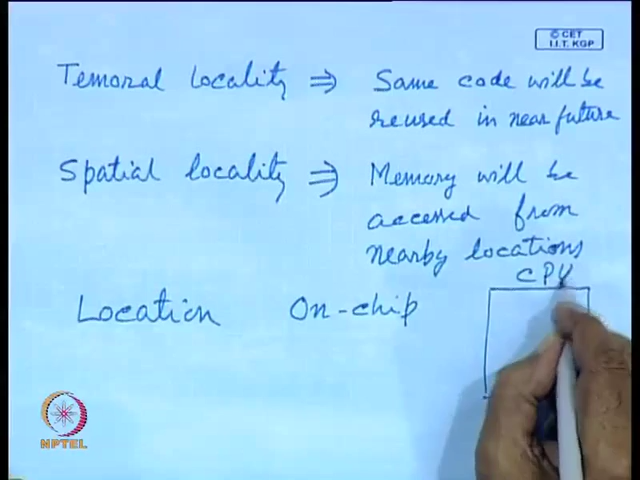 © CET
I.I.T. KGP
Temoral locality ⇒ Same code will be
reused in near future
Spatial locality ⇒ Memory will be
accessed from
nearby locations
CPU
Location On-chip
NPTEL